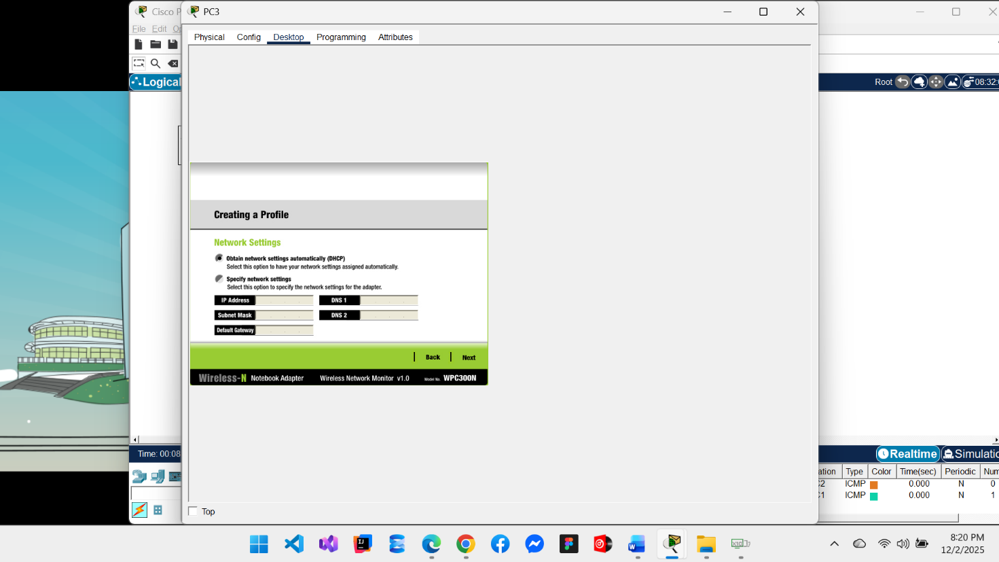 Cisco P
PC3
File Edit Op
Physical Config Desktop Programming Attributes
Logical
Root 08:32:
Creating a Profile
Network Settings
Obtain network settings automatically (DHCP)
Select this option to have your network settings assigned automatically.
Specify network settings
Select this option to specify the network settings for the adapter.
IP Address DNS 1
Subnet Mask DNS 2
Default Gateway
Back Next
Wireless-N Notebook Adapter Wireless Network Monitor v1.0 Model No. WPC300N
Time: 00:08
Realtime Simulatio
ation Type Color Time(sec) Periodic Num
C2 ICMP 0.000 N 0
C1 ICMP 0.000 N 1
Top
8:20 PM
12/2/2025